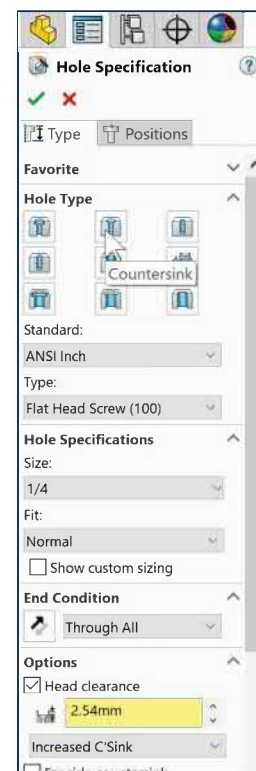 Hole Specification
Type Positions
Favorite
Hole Type
Countersink
Standard:
ANSI Inch
Type:
Flat Head Screw (100)
Hole Specifications
Size:
1/4
Fit:
Normal
Show custom sizing
End Condition
Through All
Options
Head clearance
2.54mm
Increased C'Sink